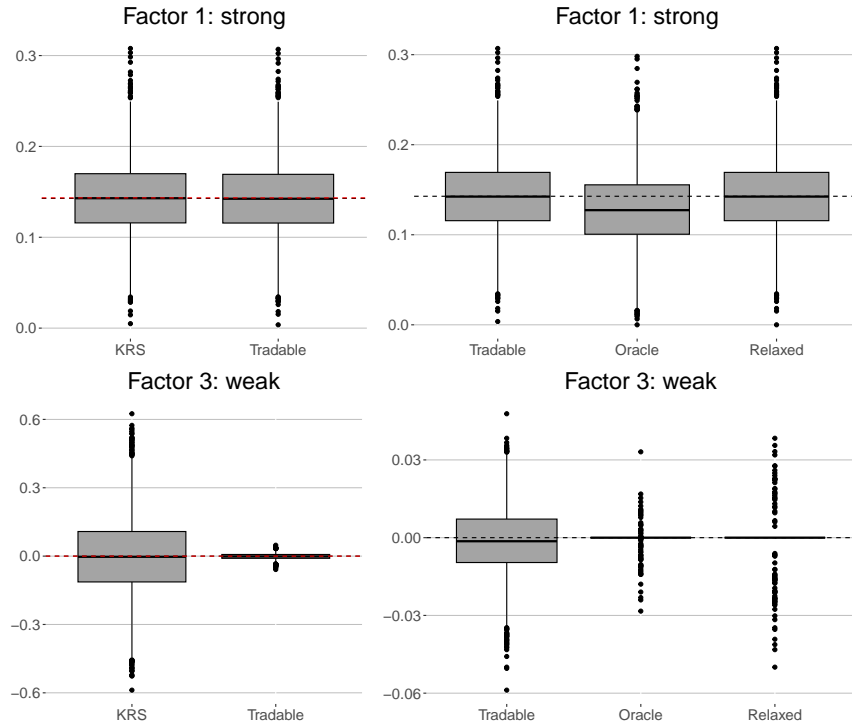 Factor 1: strong
0.3
0.2
0.1
0.0
KRS Tradable
Factor 1: strong
0.3
0.2
0.1
0.0
Tradable Oracle Relaxed
Factor 3: weak
0.6
0.3
0.0
−0.3
−0.6
KRS Tradable
Factor 3: weak
0.03
0.00
−0.03
−0.06
Tradable Oracle Relaxed